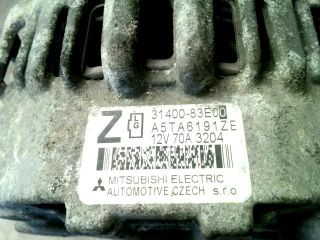 Z L G 31400-83E00
A5TA6191ZE
12V 70A 3204
MITSUBISHI ELECTRIC
AUTOMOTIVE CZECH s.r.o.